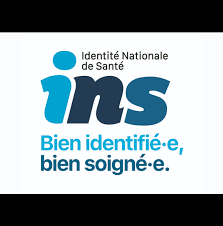 Identité Nationale
de Santé
ins
Bien identifié·e,
bien soigné·e.